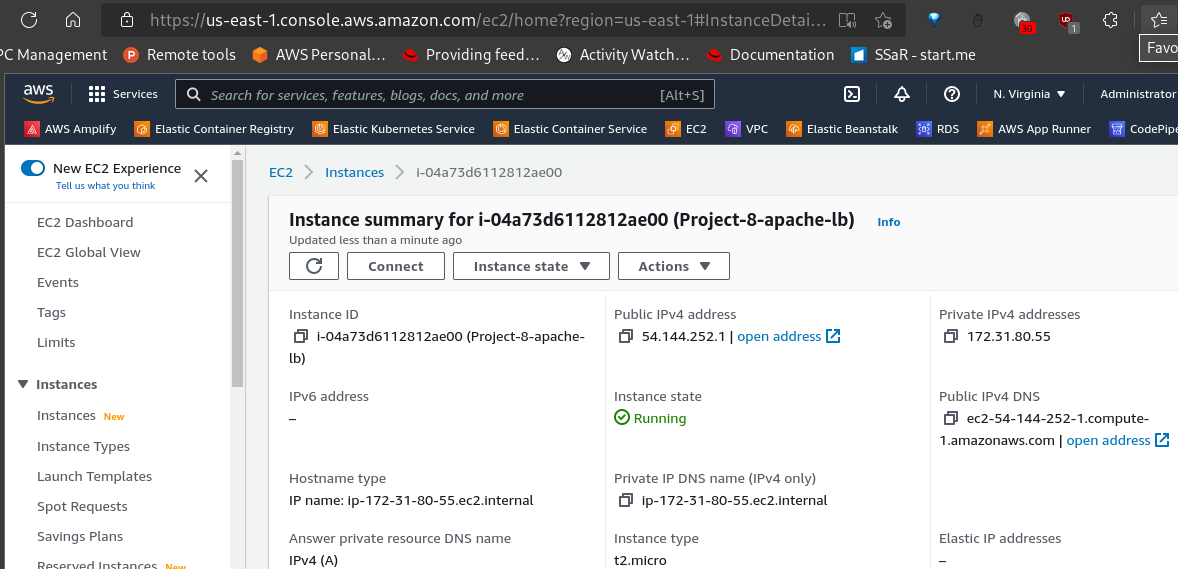 https://us-east-1.console.aws.amazon.com/ec2/home?region=us-east-1#InstanceDetai...
30
1
PC Management
Remote tools
AWS Personal...
Providing feed...
Activity Watch...
Documentation
SSaR - start.me
Favo
aws
Services
Search for services, features, blogs, docs, and more
[Alt+S]
N. Virginia
Administrator
AWS Amplify
Elastic Container Registry
Elastic Kubernetes Service
Elastic Container Service
EC2
VPC
Elastic Beanstalk
RDS
AWS App Runner
CodePipe
New EC2 Experience
Tell us what you think
EC2 Dashboard
EC2 Global View
Events
Tags
Limits
Instances
Instances New
Instance Types
Launch Templates
Spot Requests
Savings Plans
Reserved Instances New
EC2
Instances
i-04a73d6112812ae00
Instance summary for i-04a73d6112812ae00 (Project-8-apache-lb) Info
Updated less than a minute ago
Connect
Instance state
Actions
Instance ID
i-04a73d6112812ae00 (Project-8-apache-
lb)
Public IPv4 address
54.144.252.1 | open address
Private IPv4 addresses
172.31.80.55
IPv6 address
–
Instance state
Running
Public IPv4 DNS
ec2-54-144-252-1.compute-
1.amazonaws.com | open address
Hostname type
IP name: ip-172-31-80-55.ec2.internal
Private IP DNS name (IPv4 only)
ip-172-31-80-55.ec2.internal
Answer private resource DNS name
IPv4 (A)
Instance type
t2.micro
Elastic IP addresses
–